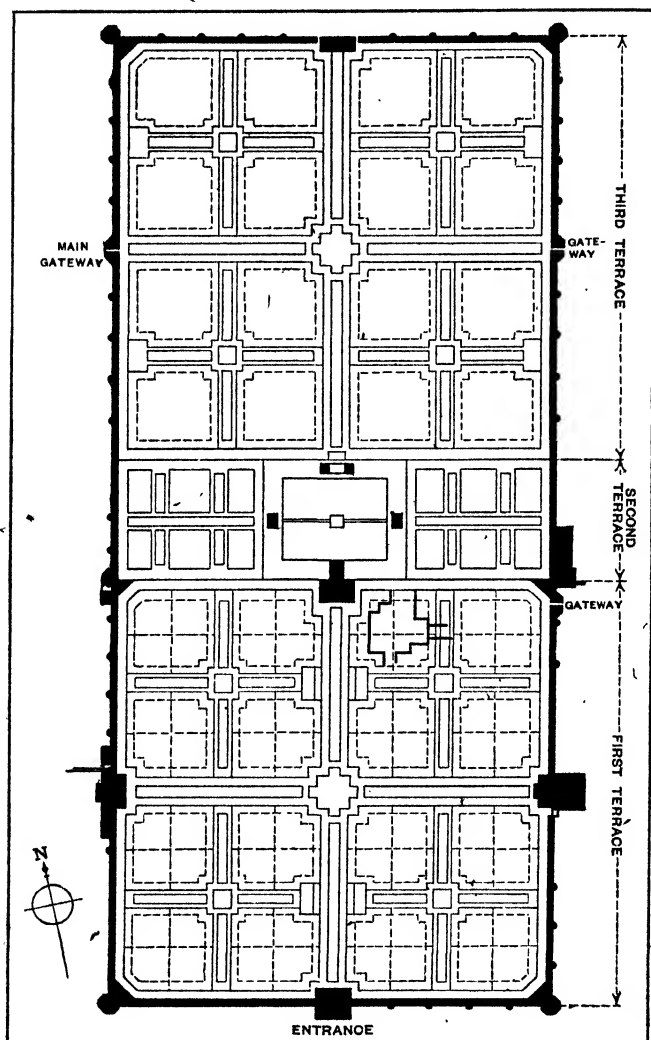 THIRD TERRACE
MAIN
GATEWAY
GATE-
WAY
SECOND
TERRACE
GATEWAY
FIRST TERRACE
N
ENTRANCE